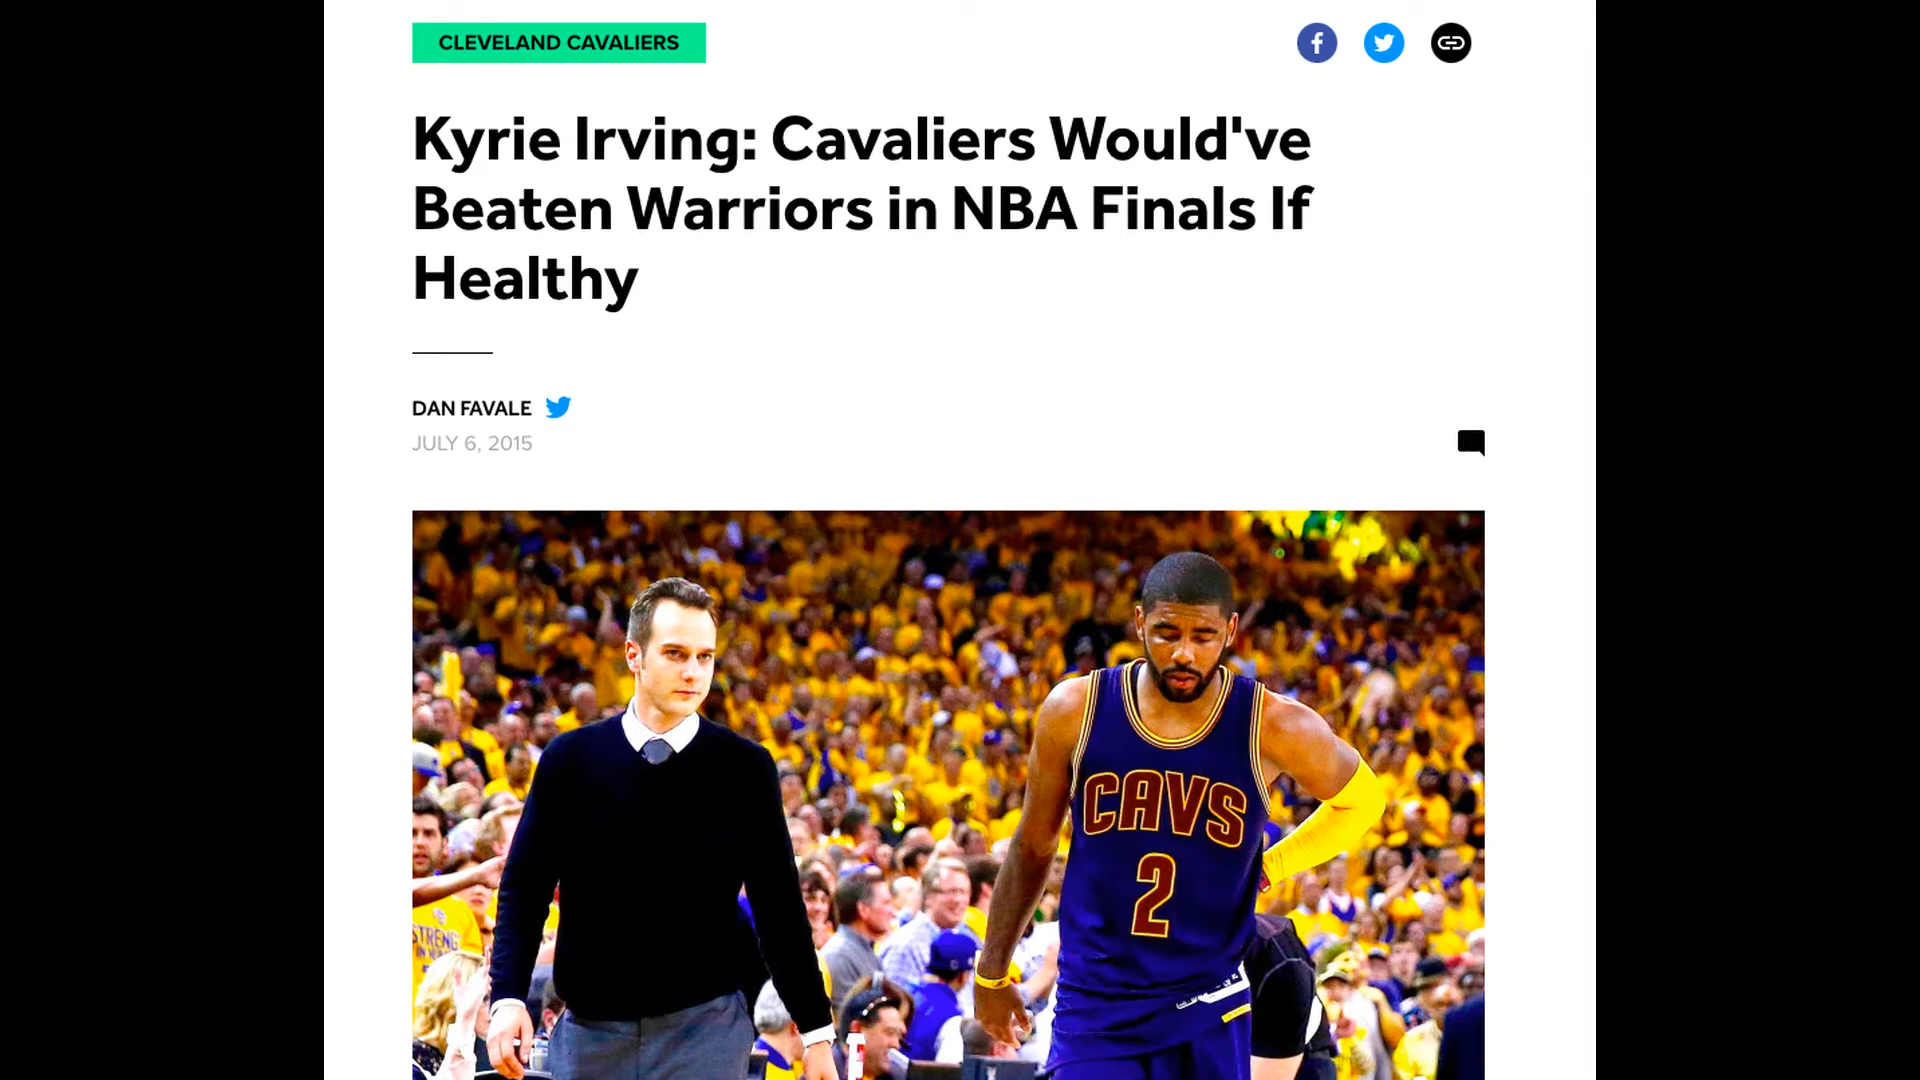 CLEVELAND CAVALIERS
Kyrie Irving: Cavaliers Would've
Beaten Warriors in NBA Finals If
Healthy
DAN FAVALE
JULY 6, 2015
CAVS
2
STRENG